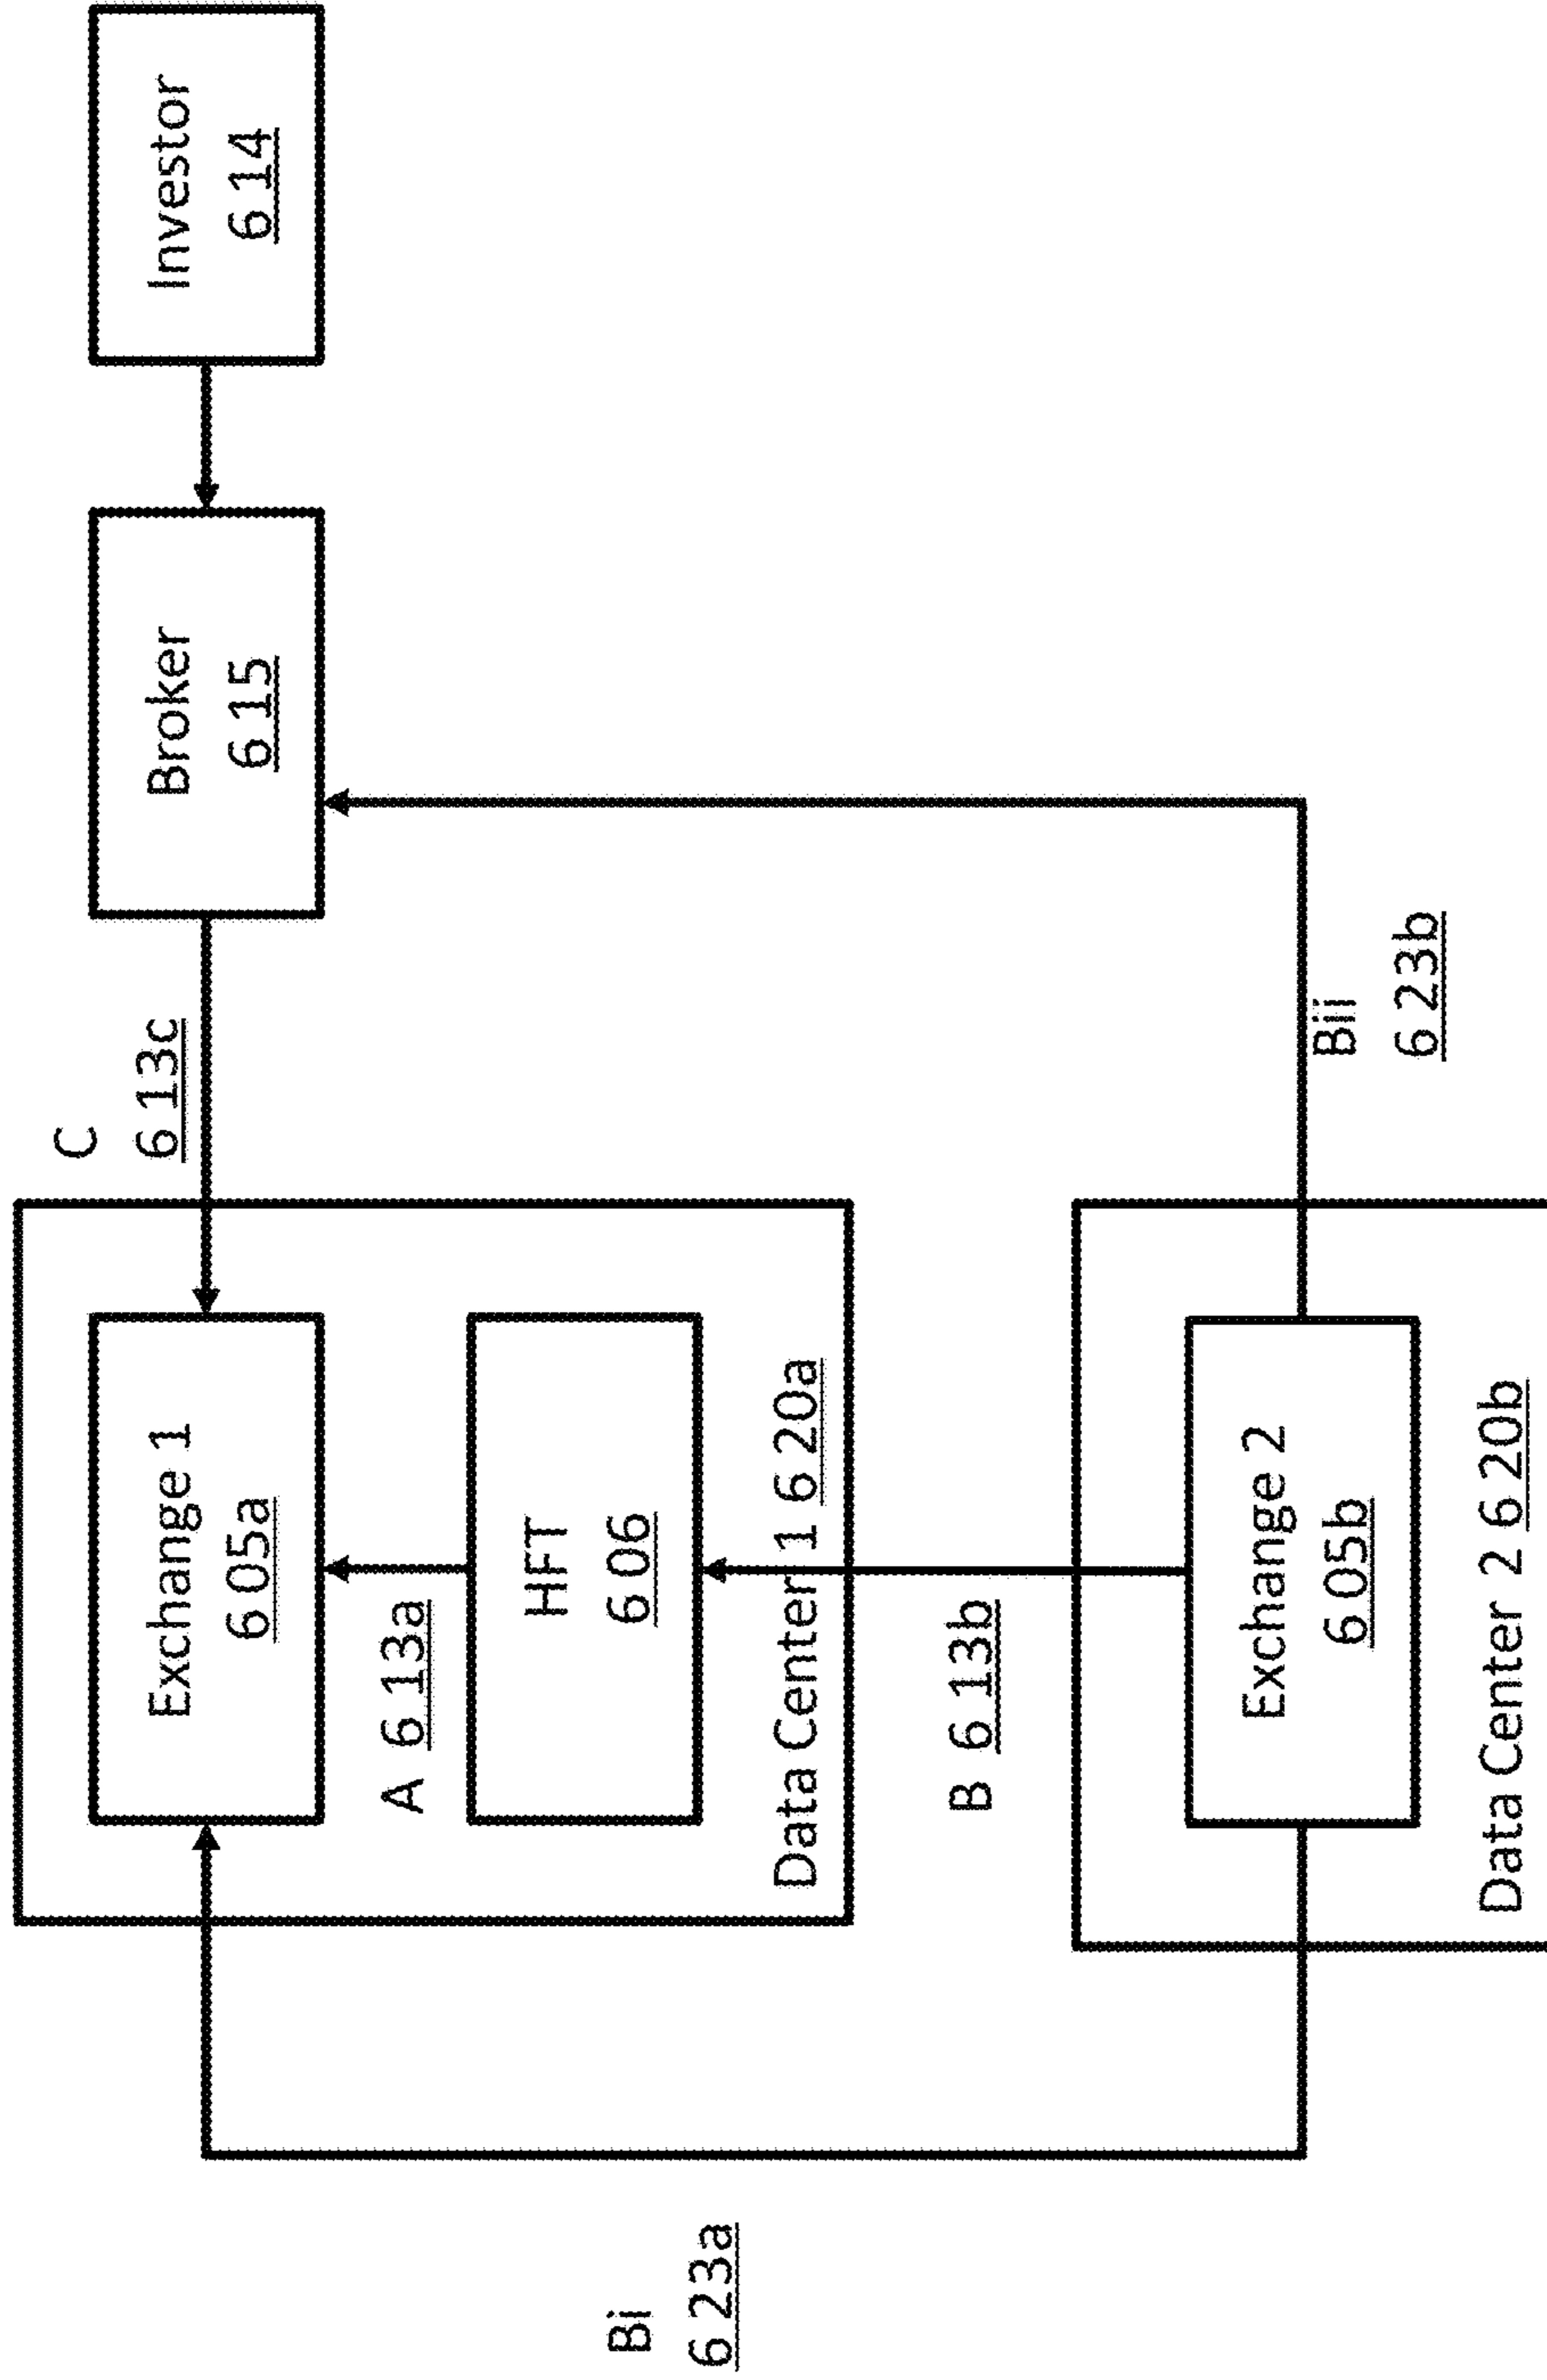 C
6 13c
Exchange 1
6 05a
Broker
6 15
Investor
6 14
A 6 13a
HFT
6 06
Bi
6 23a
Data Center 1 6 20a
B 6 13b
Exchange 2
6 05b
Bii
6 23b
Data Center 2 6 20b